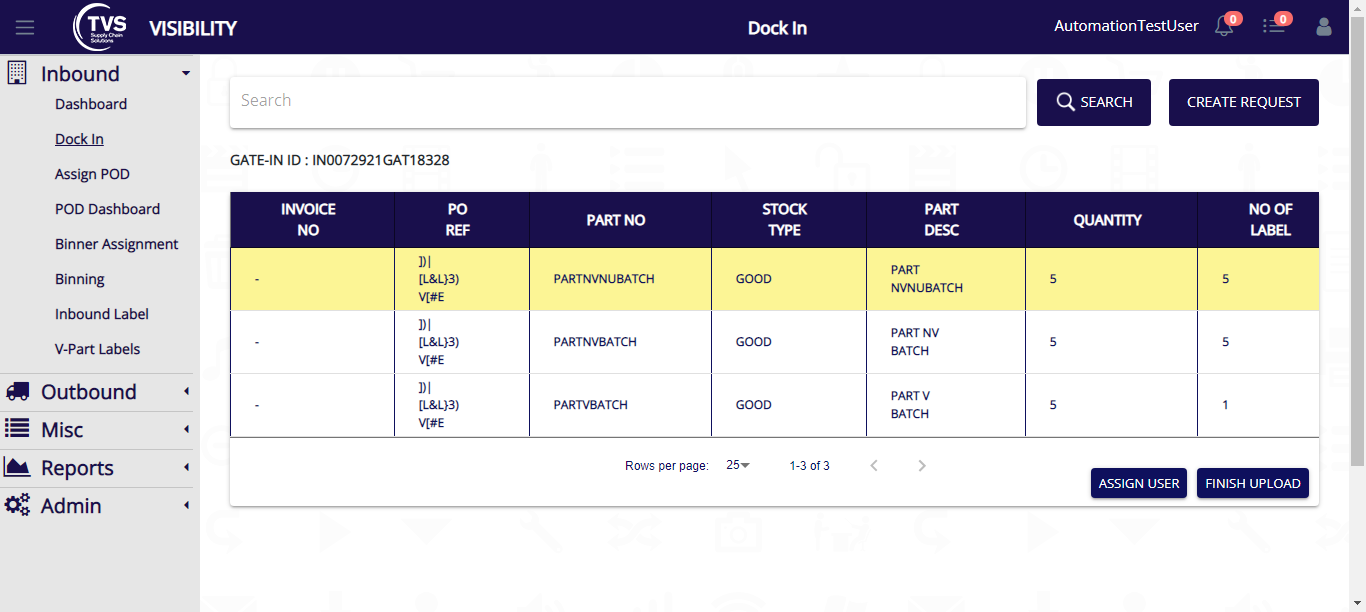 TVS
Supply Chain
Solutions
VISIBILITY
Dock In
AutomationTestUser
0
0
Inbound
Dashboard
Dock In
Assign POD
POD Dashboard
Binner Assignment
Binning
Inbound Label
V-Part Labels
Outbound
Misc
Reports
Admin
Search
SEARCH
CREATE REQUEST
GATE-IN ID : IN0072921GAT18328
INVOICE NO PO REF PART NO STOCK TYPE PART DESC QUANTITY NO OF LABEL
- ])| [L&L}3) V[#E PARTNVNUBATCH GOOD PART NVNUBATCH 5 5
- ])| [L&L}3) V[#E PARTNVBATCH GOOD PART NV BATCH 5 5
- ])| [L&L}3) V[#E PARTVBATCH GOOD PART V BATCH 5 1
Rows per page: 25 1-3 of 3
ASSIGN USER FINISH UPLOAD